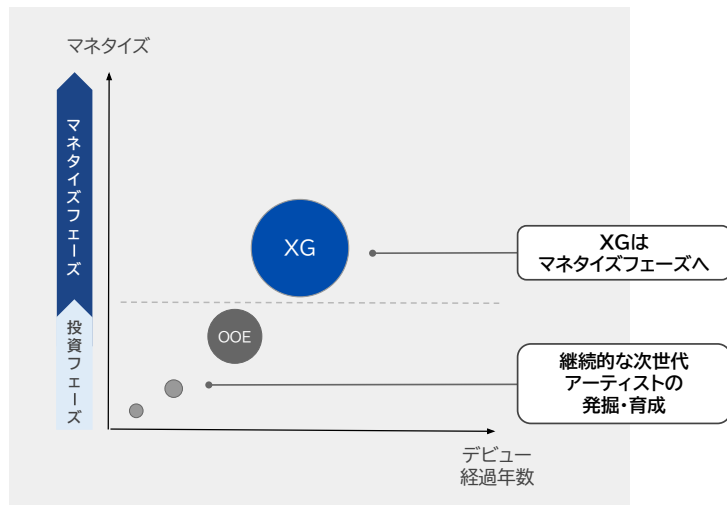 マネタイズ
マネタイズフェーズ
投資フェーズ
XG
OOE
XGは
マネタイズフェーズへ
継続的な次世代
アーティストの
発掘・育成
デビュー
経過年数